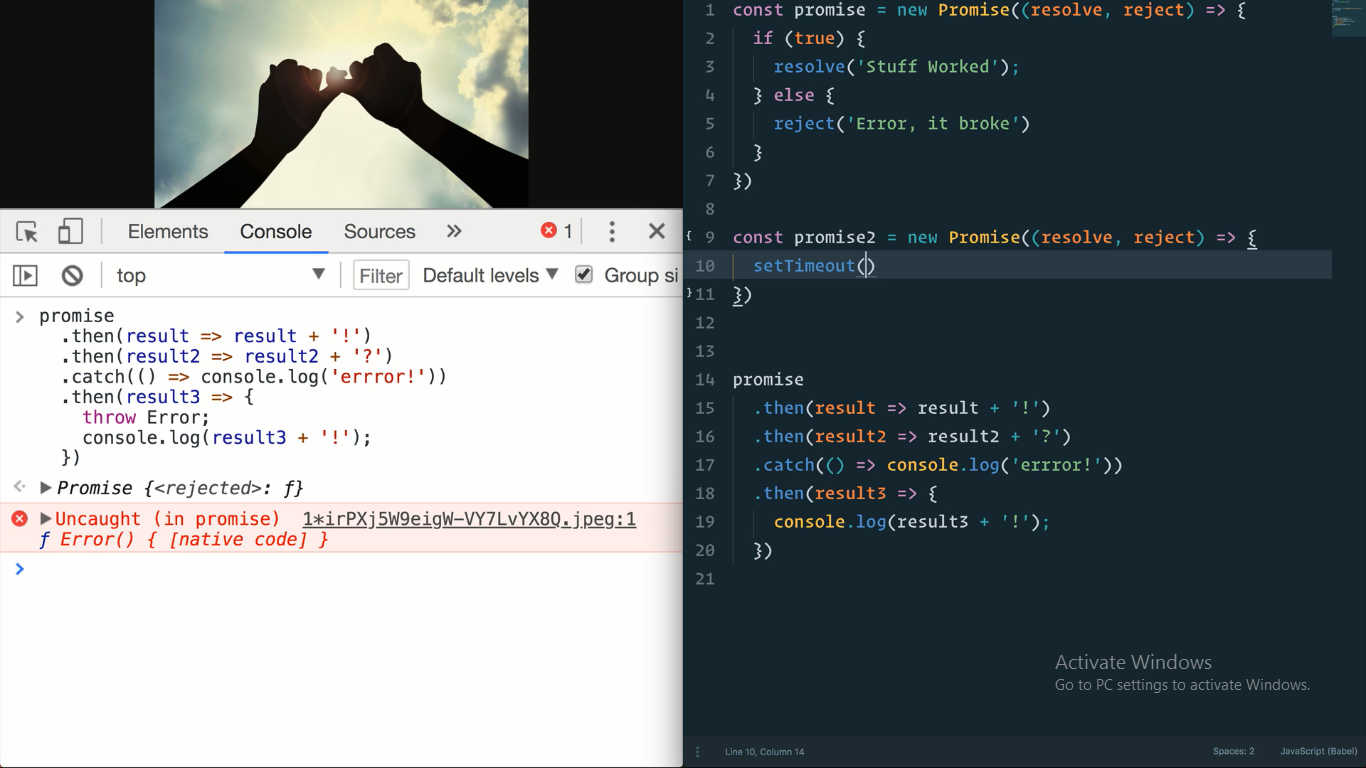 Elements Console Sources » 1
top Filter Default levels Group si
promise
.then(result => result + '!')
.then(result2 => result2 + '?')
.catch(() => console.log('errror!'))
.then(result3 => {
throw Error;
console.log(result3 + '!');
})
Promise {<rejected>: ƒ}
Uncaught (in promise) 1*irPXj5W9eigW-VY7LvYX8Q.jpeg:1
ƒ Error() { [native code] }
1 const promise = new Promise((resolve, reject) => {
2 if (true) {
3 resolve('Stuff Worked');
4 } else {
5 reject('Error, it broke')
6 }
7 })
8
{ 9 const promise2 = new Promise((resolve, reject) => {
10 setTimeout()
} 11 })
12
13
14 promise
15 .then(result => result + '!')
16 .then(result2 => result2 + '?')
17 .catch(() => console.log('errror!'))
18 .then(result3 => {
19 console.log(result3 + '!');
20 })
21
Activate Windows
Go to PC settings to activate Windows.
Line 10, Column 14 Spaces: 2 JavaScript (Babel)